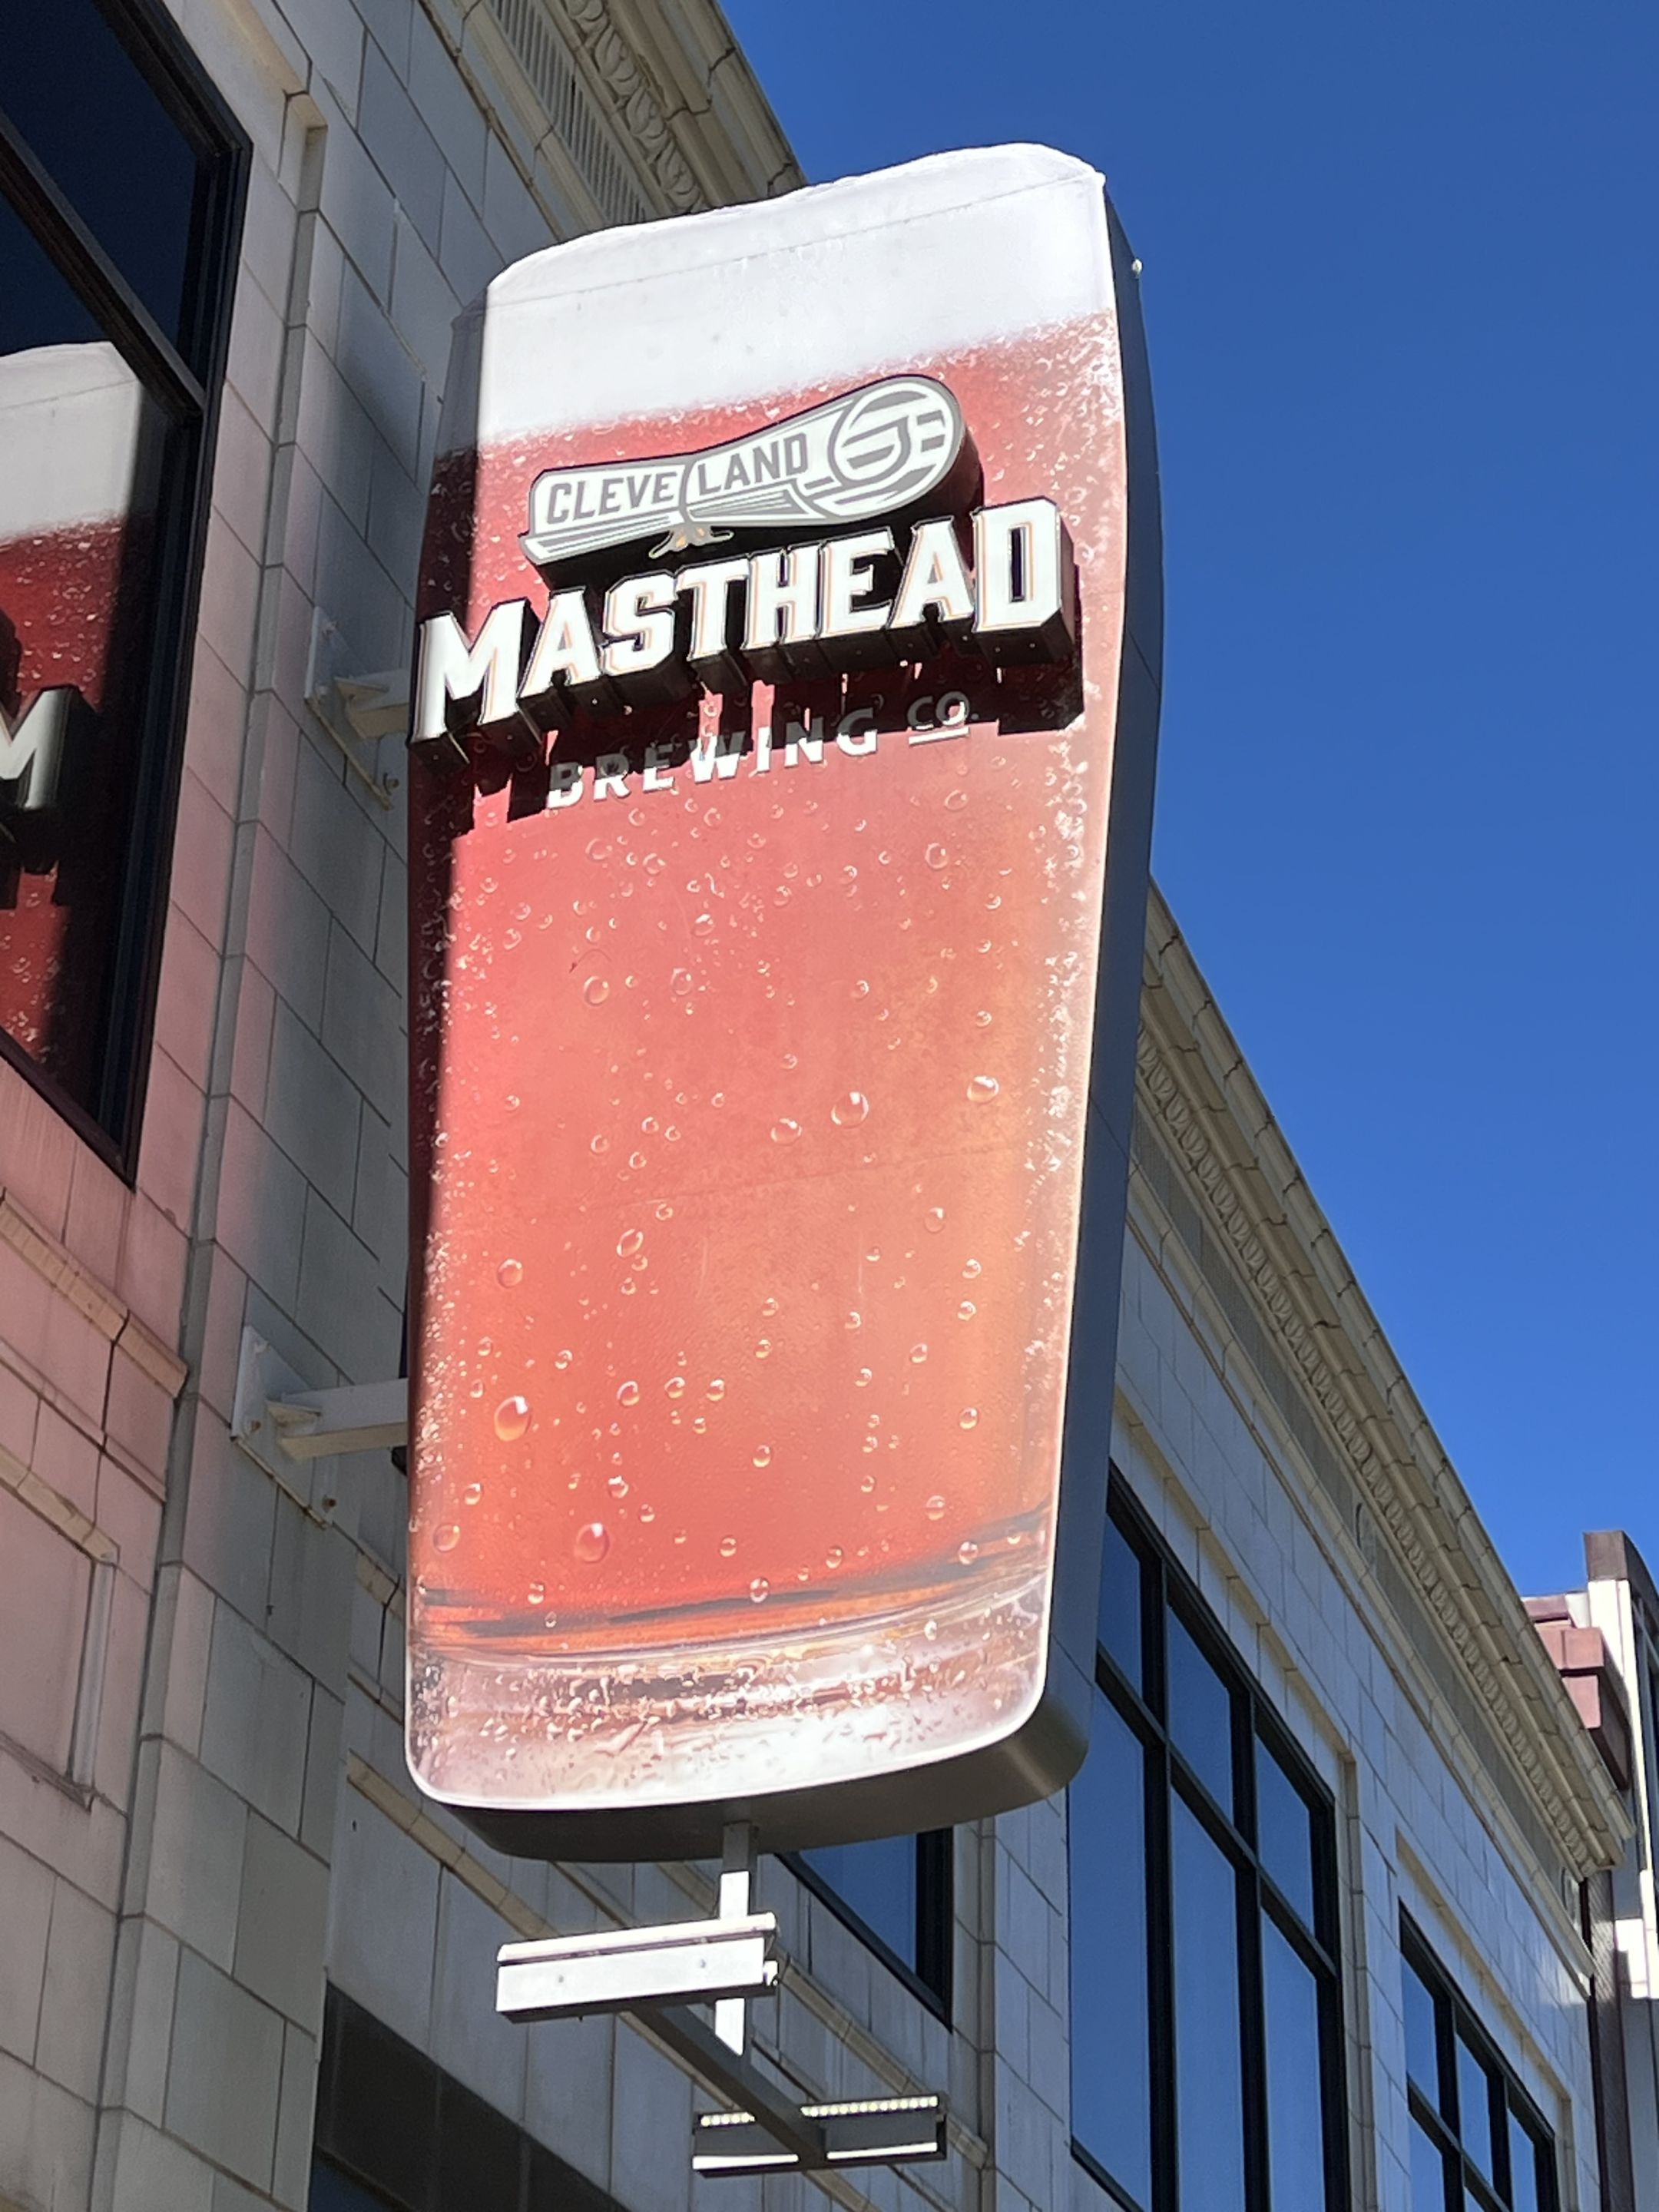 CLEVELAND
MASTHEAD
BREWING CO.
M